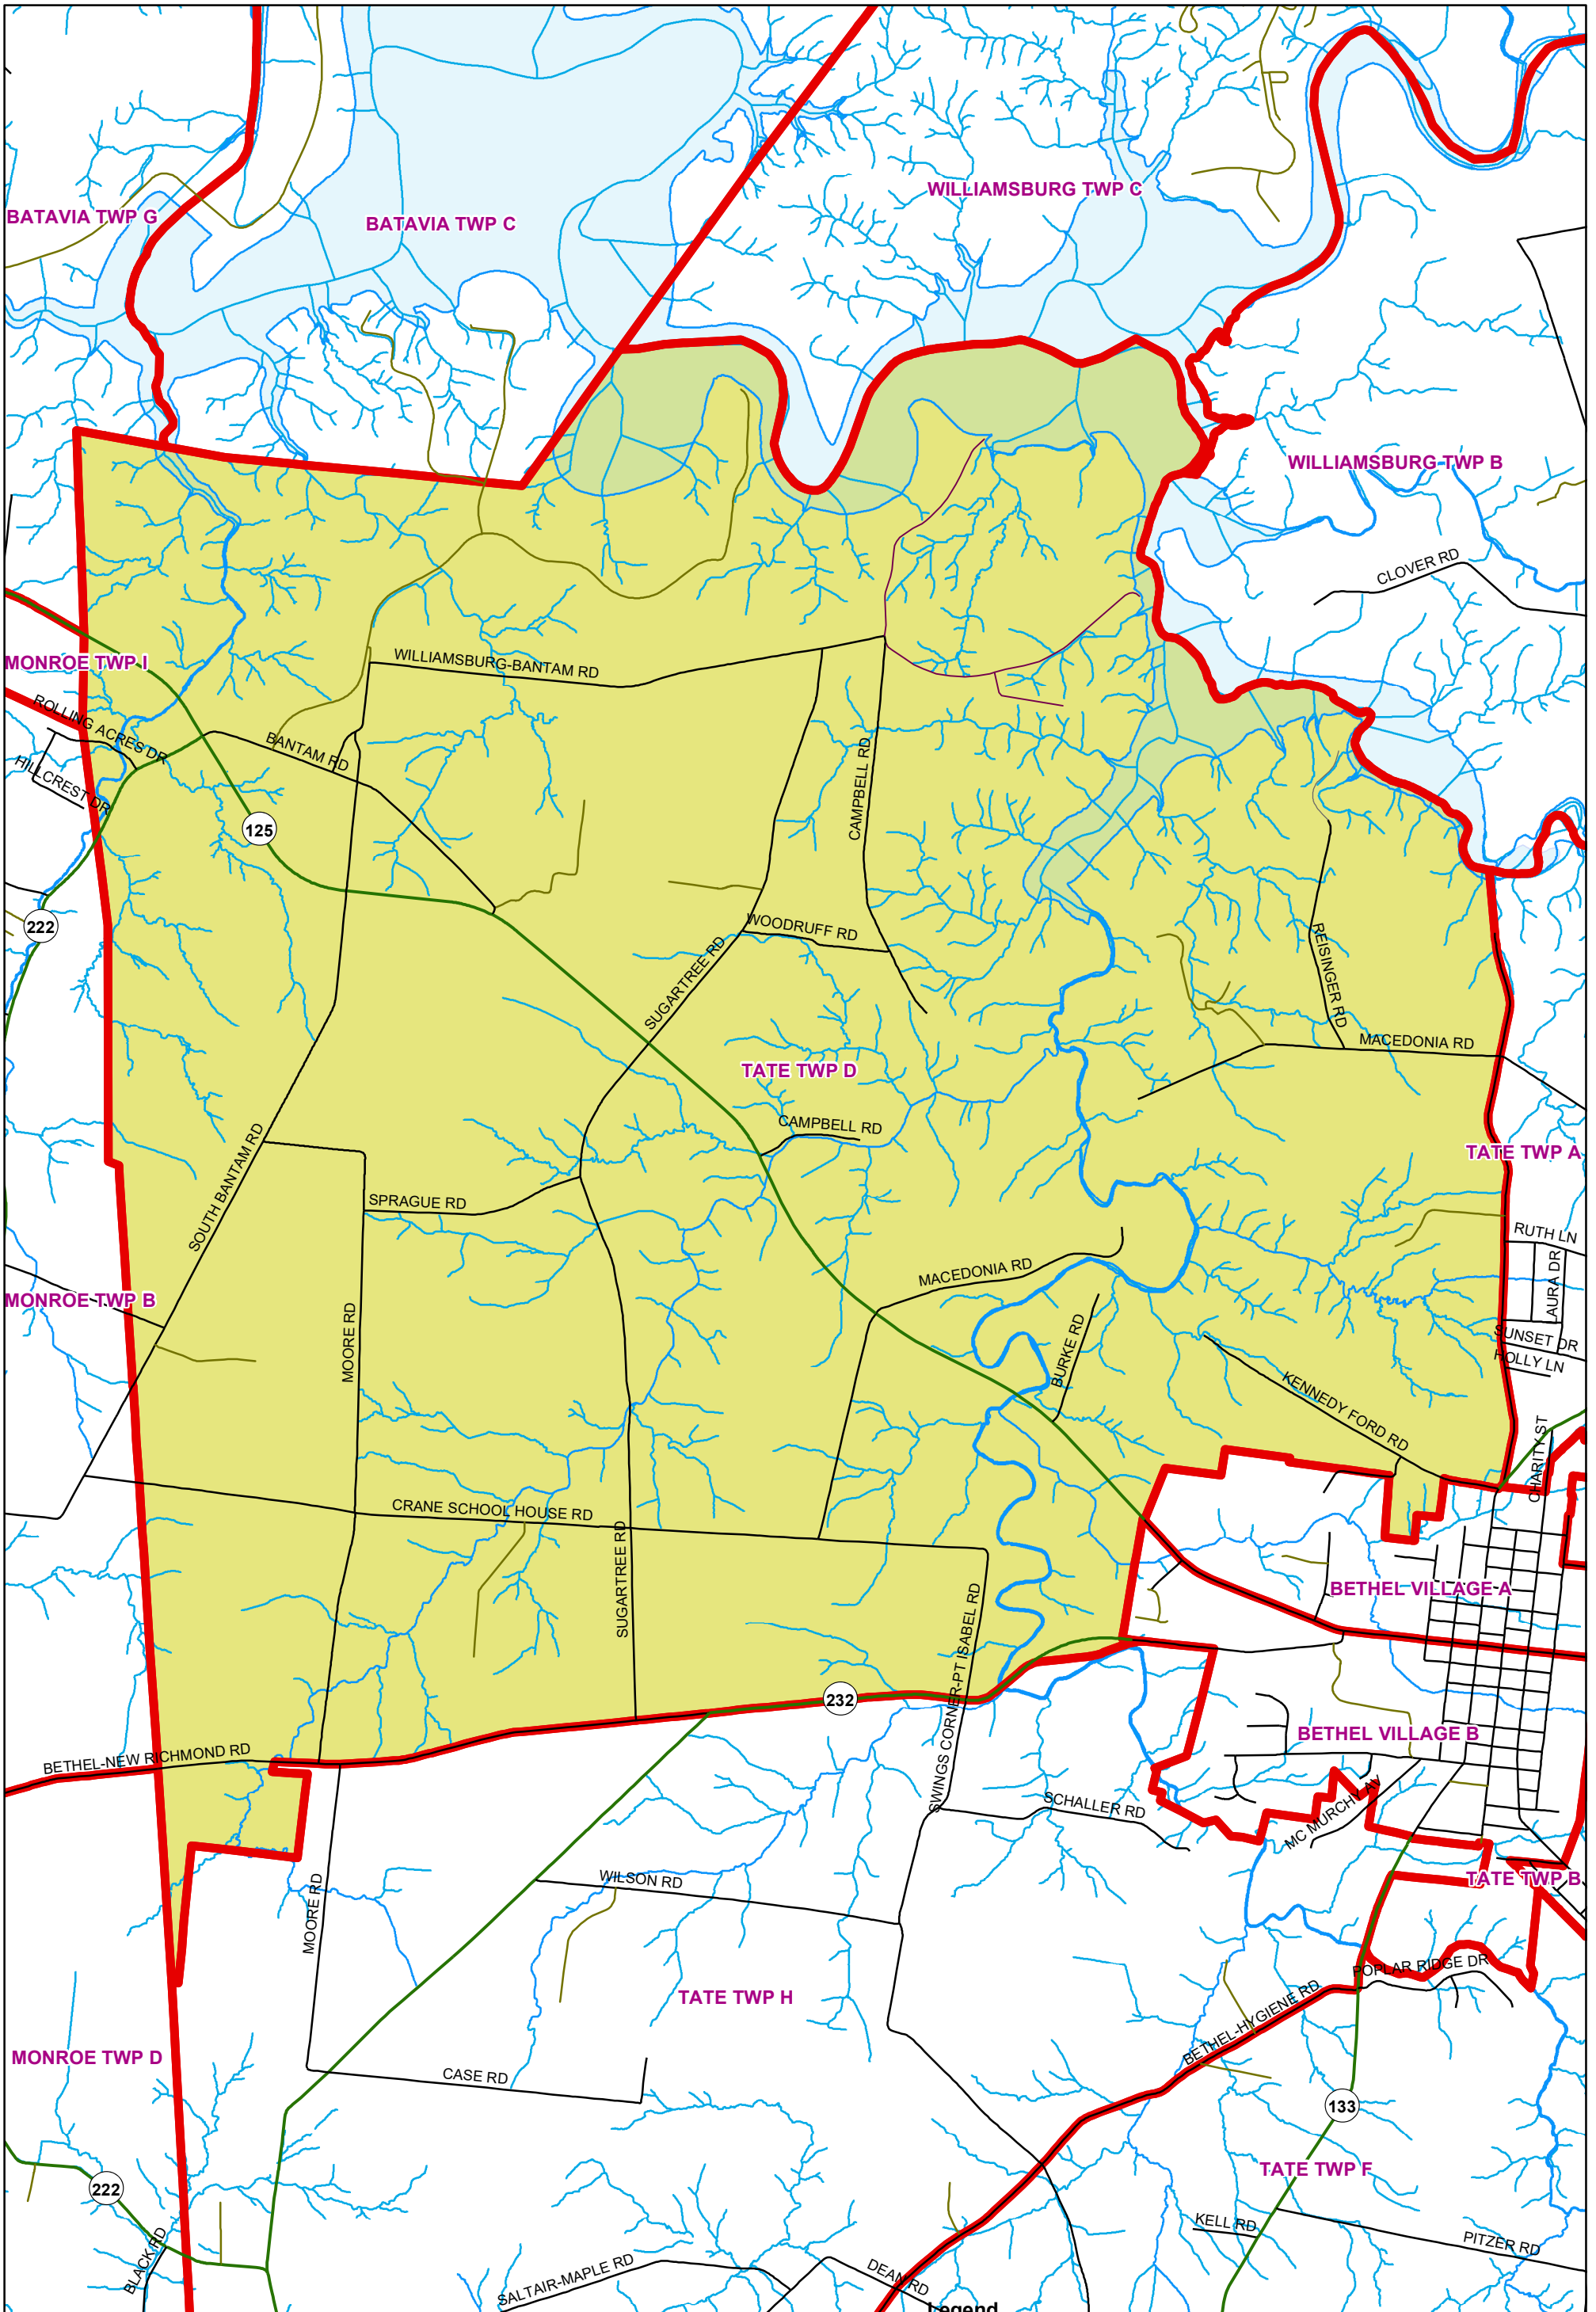 WILLIAMSBURG TWP C
BATAVIA TWP G
BATAVIA TWP C
WILLIAMSBURG TWP B
CLOVER RD
MONROE TWP I
WILLIAMSBURG-BANTAM RD
ROLLING ACRES DR
BANTAM RD
HILLCREST DR
CAMPBELL RD
125
222
WOODRUFF RD
SUGARTREE RD
REISINGER RD
MACEDONIA RD
TATE TWP D
CAMPBELL RD
SOUTH BANTAM RD
TATE TWP A
SPRAGUE RD
RUTH LN
LAURA DR
MACEDONIA RD
MONROE TWP B
MOORE RD
BURKE RD
SUNSET DR
HOLLY LN
KENNEDY FORD RD
CHARITY ST
CRANE SCHOOL HOUSE RD
SUGARTREE RD
BETHEL VILLAGE A
SWINGS CORNER-PT ISABEL RD
232
BETHEL VILLAGE B
BETHEL-NEW RICHMOND RD
SCHALLER RD
MC MURCHY AV
WILSON RD
TATE TWP B
MOORE RD
POPLAR RIDGE DR
TATE TWP H
BETHEL-HYGIENE RD
MONROE TWP D
CASE RD
133
TATE TWP F
222
KELL RD
PITZER RD
BLACK RD
SALTAIR-MAPLE RD
DEAN RD
Legend